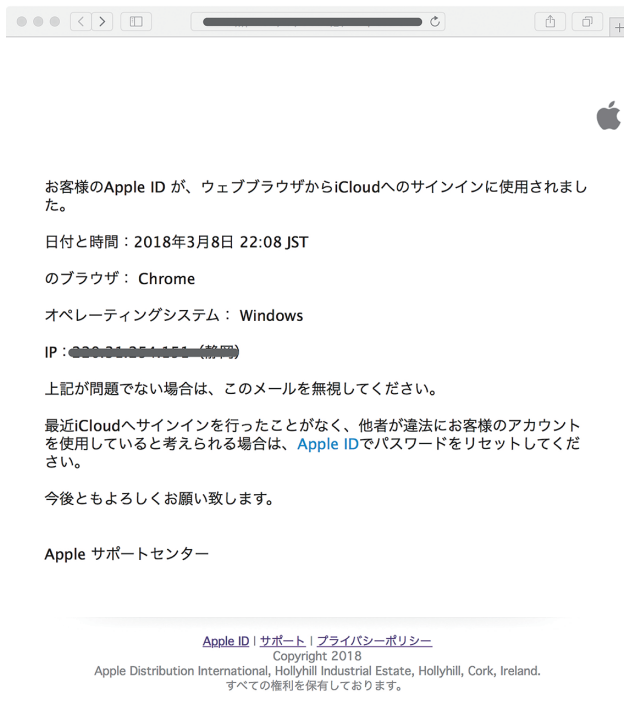 お客様のApple ID が、ウェブブラウザからiCloudへのサインインに使用されまし
た。
日付と時間：2018年3月8日 22:08 JST
のブラウザ： Chrome
オペレーティングシステム： Windows
IP：
上記が問題でない場合は、このメールを無視してください。
最近iCloudへサインインを行ったことがなく、他者が違法にお客様のアカウント
を使用していると考えられる場合は、Apple IDでパスワードをリセットしてくだ
さい。
今後ともよろしくお願い致します。
Apple サポートセンター
Apple ID | サポート | プライバシーポリシー
Copyright 2018
Apple Distribution International, Hollyhill Industrial Estate, Hollyhill, Cork, Ireland.
すべての権利を保有しております。